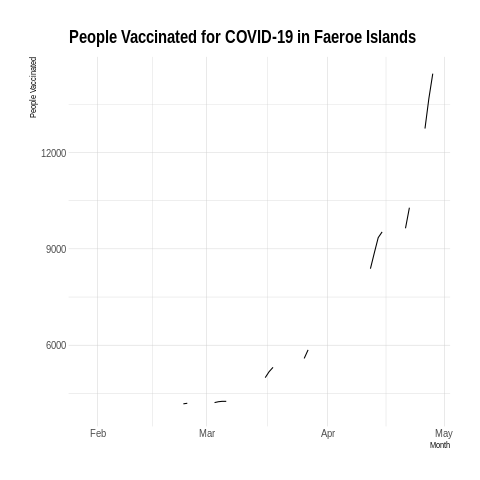 People Vaccinated for COVID-19 in Faeroe Islands
People Vaccinated
12000
9000
6000
Feb Mar Apr May
Month